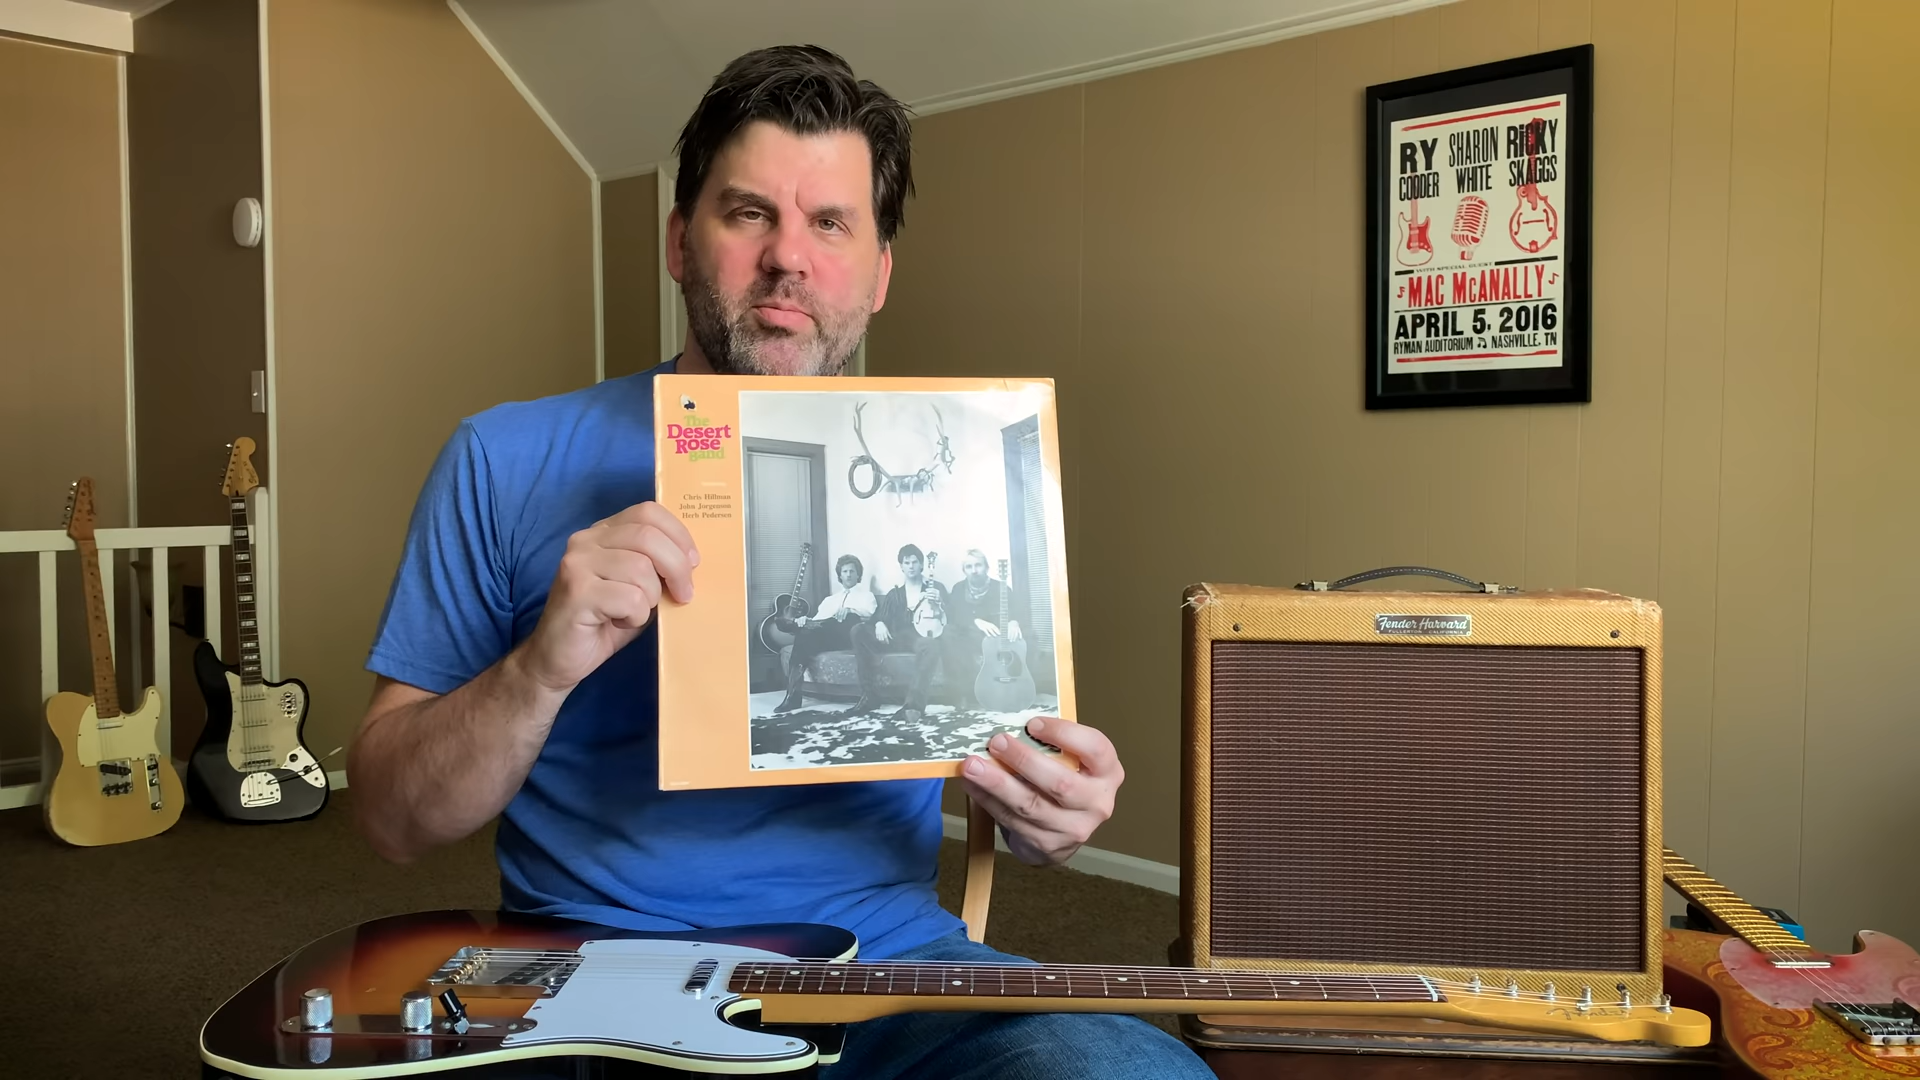 The
Desert
Rose
Band
Chris Hillman
John Jorgenson
Herb Pedersen
RY
COODER
SHARON
WHITE
RICKY
SKAGGS
WITH SPECIAL GUEST
MAC McANALLY
APRIL 5, 2016
RYMAN AUDITORIUM NASHVILLE, TN
Fender Harvard
FULLERTON CALIFORNIA
Fender